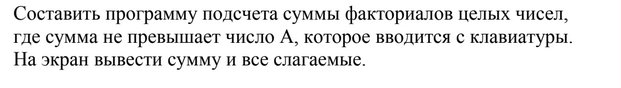 Составить программу подсчета суммы факториалов целых чисел,
где сумма не превышает число А, которое вводится с клавиатуры.
На экран вывести сумму и все слагаемые.